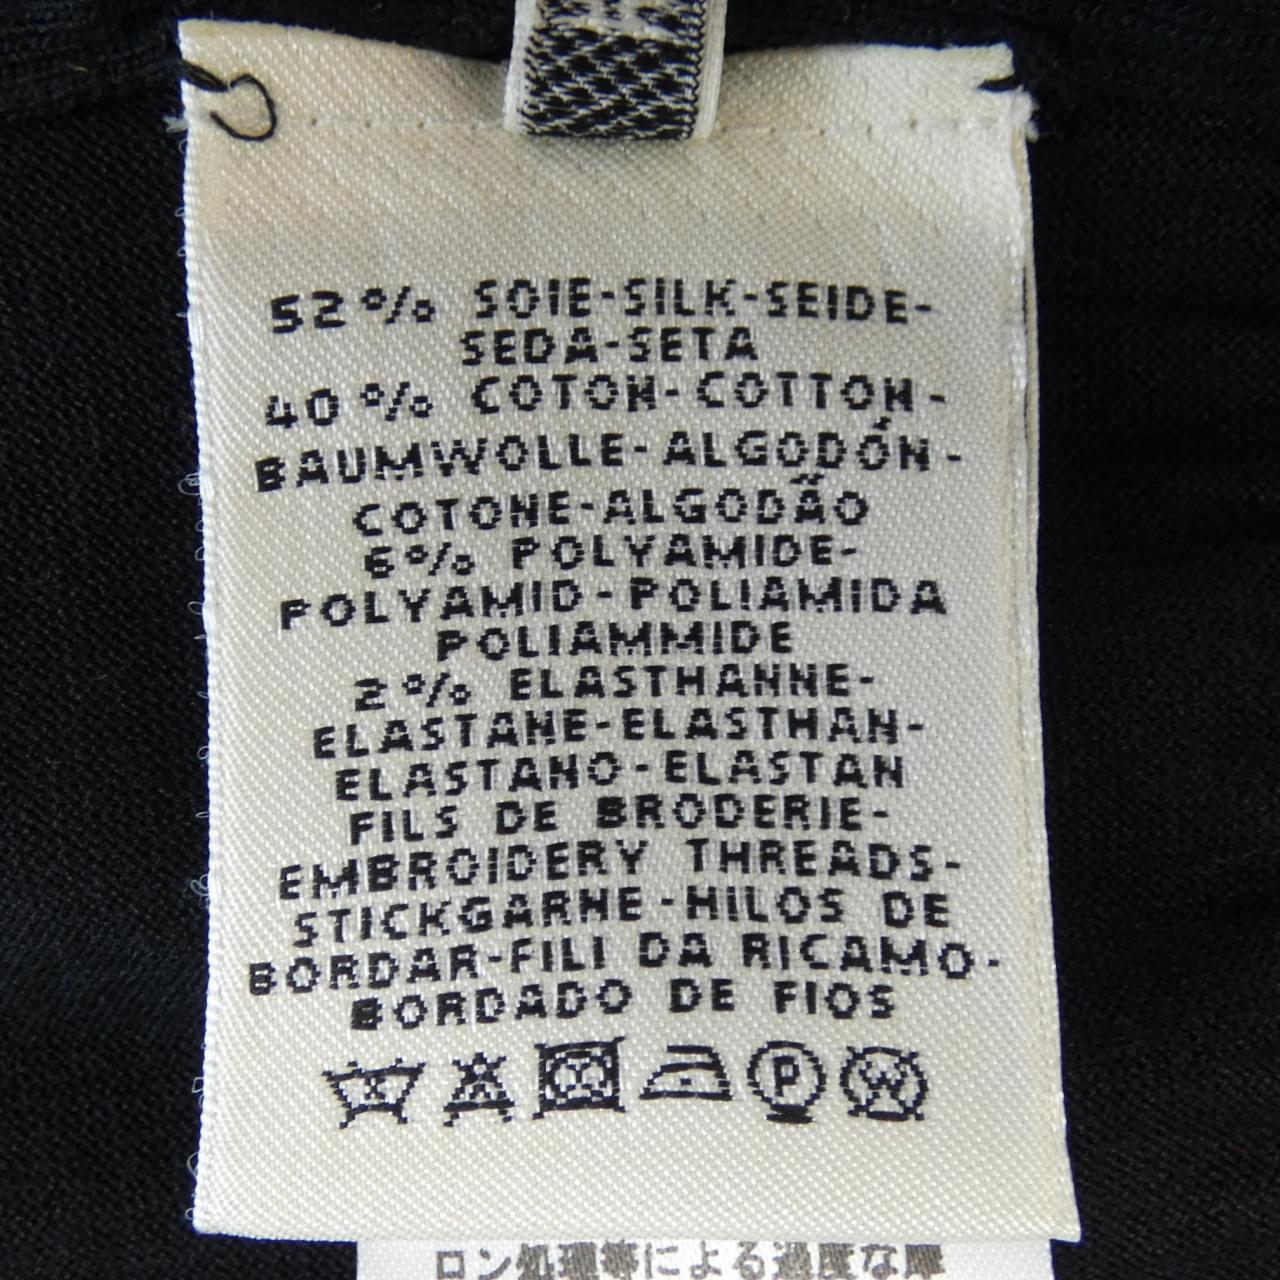 52% SOIE-SILK-SEIDE-
SEDA-SETA
40% COTON-COTTON-
BAUMWOLLE-ALGODÓN-
COTONE-ALGODÃO
6% POLYAMIDE-
POLYAMID-POLIAMIDA
POLIAMMIDE
2% ELASTHANNE-
ELASTANE-ELASTHAN-
ELASTANO-ELASTAN
FILS DE BRODERIE-
EMBROIDERY THREADS-
STICKGARNE-HILOS DE
BORDAR-FILI DA RICAMO-
BORDADO DE FIOS
P W
ロン処理等による過度な摩